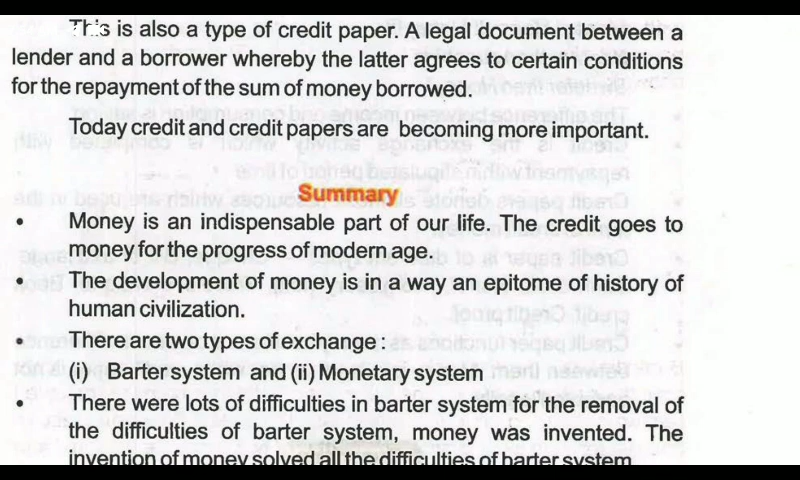 This is also a type of credit paper. A legal document between a
lender and a borrower whereby the latter agrees to certain conditions
for the repayment of the sum of money borrowed.
Today credit and credit papers are becoming more important.
Summary
• Money is an indispensable part of our life. The credit goes to
money for the progress of modern age.
• The development of money is in a way an epitome of history of
human civilization.
• There are two types of exchange :
(i) Barter system and (ii) Monetary system
• There were lots of difficulties in barter system for the removal of
the difficulties of barter system, money was invented. The
invention of money solved all the difficulties of barter system